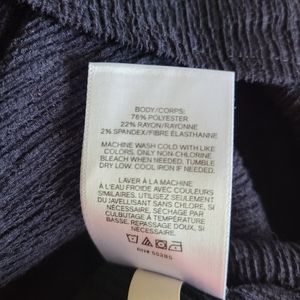 BODY/CORPS:
76% POLYESTER
22% RAYON/RAYONNE
2% SPANDEX/FIBRE ÉLASTHANNE
MACHINE WASH COLD WITH LIKE
COLORS. ONLY NON-CHLORINE
BLEACH WHEN NEEDED. TUMBLE
DRY LOW. COOL IRON IF NEEDED.
LAVER À LA MACHINE
À L'EAU FROIDE AVEC COULEURS
SIMILAIRES. UTILISEZ SEULEMENT
DU JAVELLISANT SANS CHLORE, SI
NÉCESSAIRE. SÉCHAGE PAR
CULBUTAGE À TEMPÉRATURE
BASSE. REPASSAGE DOUX, SI
NÉCESSAIRE.
55285